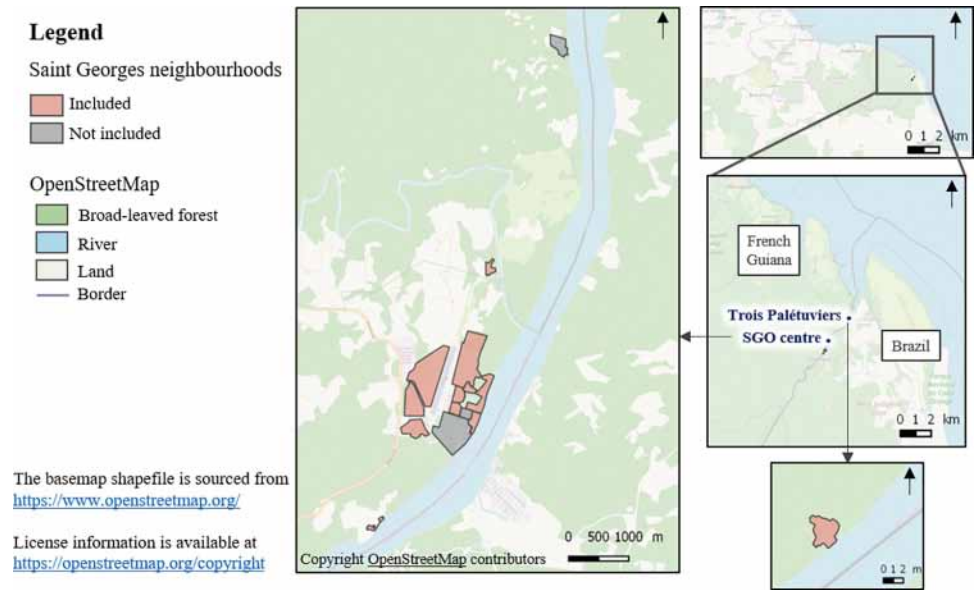 Legend
Saint Georges neighbourhoods
Included
Not included
OpenStreetMap
Broad-leaved forest
River
Land
Border
The basemap shapefile is sourced from
https://www.openstreetmap.org/
License information is available at
https://openstreetmap.org/copyright
0 500 1000 m
Copyright OpenStreetMap contributors
0 1 2 km
French
Guiana
Trois Palétuviers
SGO centre
Brazil
0 1 2 km
0 1 2 m